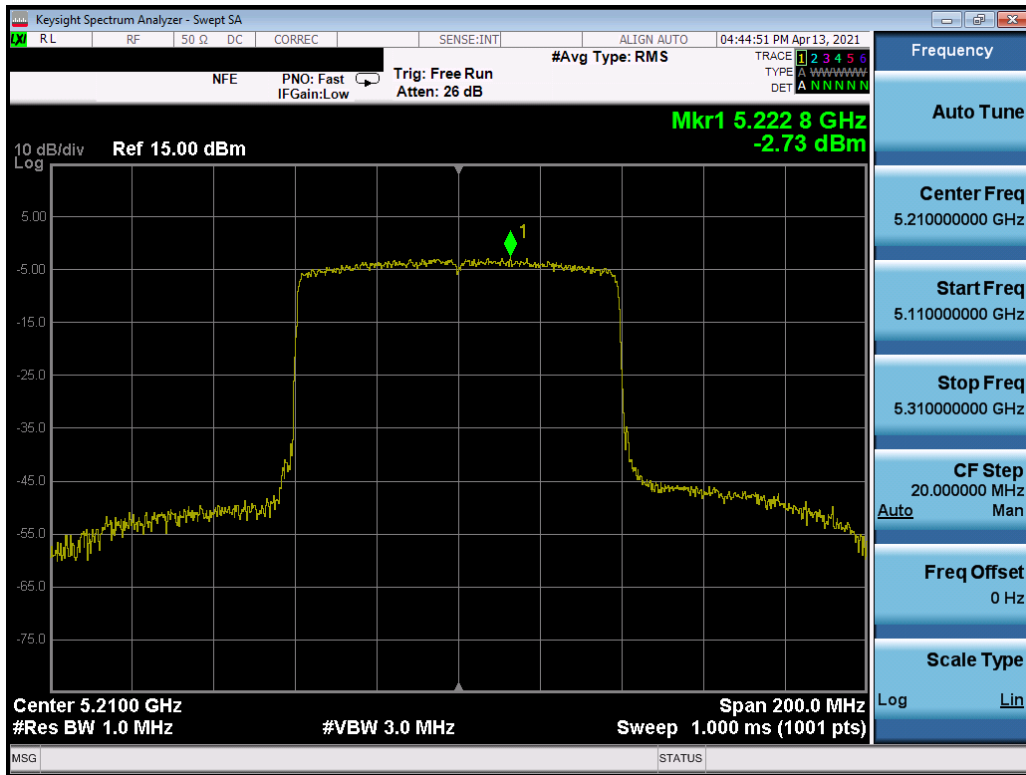 Keysight Spectrum Analyzer - Swept SA
LXI RL RF 50 Ω DC CORREC SENSE:INT ALIGN AUTO 04:44:51 PM Apr 13, 2021
#Avg Type: RMS
TRACE 1 2 3 4 5 6
TYPE A WWWWW
DET A N N N N N
NFE PNO: Fast Trig: Free Run
IFGain:Low Atten: 26 dB
Mkr1 5.222 8 GHz
-2.73 dBm
10 dB/div Ref 15.00 dBm
Log
5.00
-5.00
-15.0
-25.0
-35.0
-45.0
-55.0
-65.0
-75.0
1
Center 5.2100 GHz Span 200.0 MHz
#Res BW 1.0 MHz #VBW 3.0 MHz Sweep 1.000 ms (1001 pts)
MSG STATUS
Frequency
Auto Tune
Center Freq
5.210000000 GHz
Start Freq
5.110000000 GHz
Stop Freq
5.310000000 GHz
CF Step
20.000000 MHz
Auto Man
Freq Offset
0 Hz
Scale Type
Log Lin